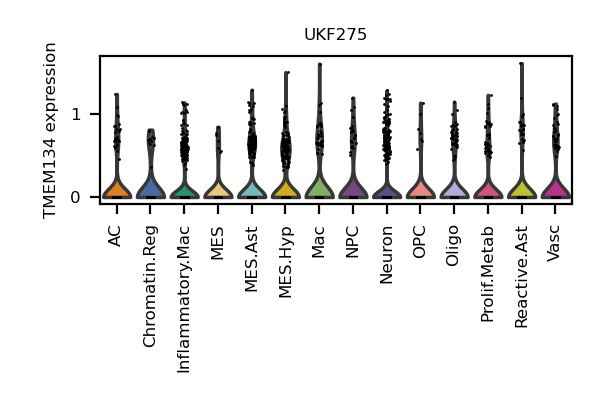 UKF275
TMEM134 expression
1
0
AC
Chromatin.Reg
Inflammatory.Mac
MES
MES.Ast
MES.Hyp
Mac
NPC
Neuron
OPC
Oligo
Prolif.Metab
Reactive.Ast
Vasc